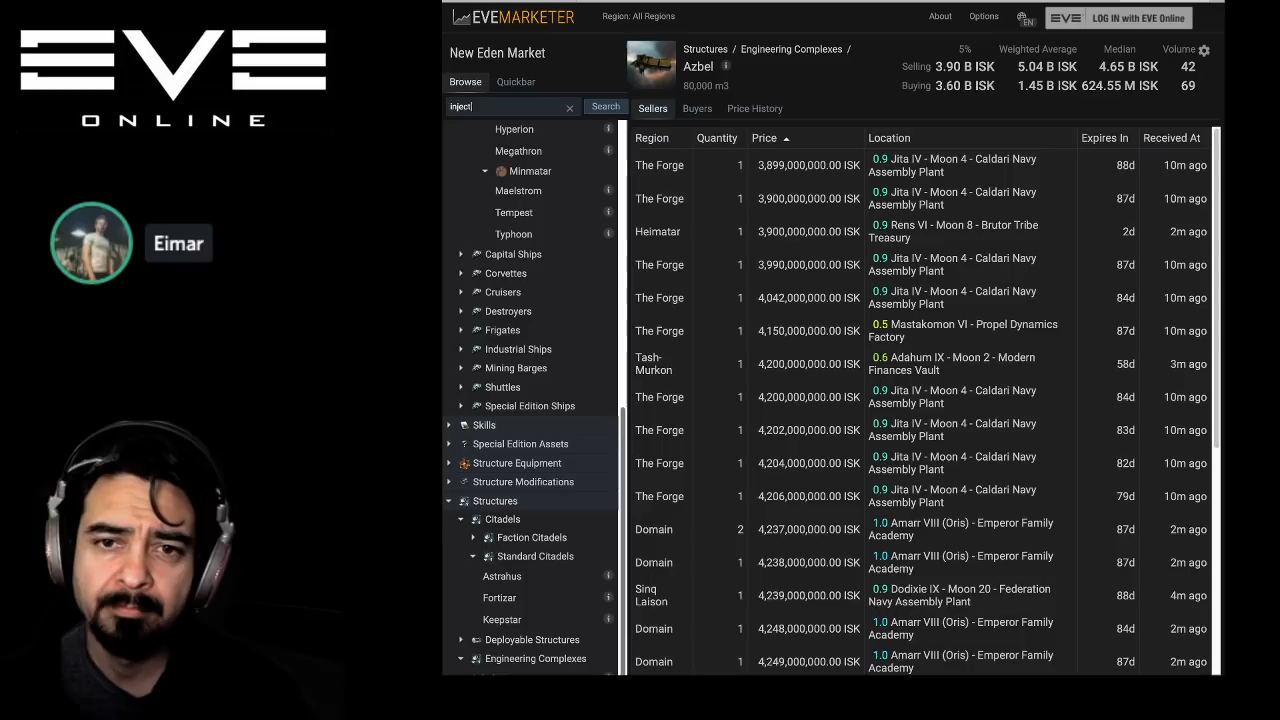 EVE
ONLINE
Eimar
EVEMARKETER
Region: All Regions
About
Options
EN
EVE LOG IN with EVE Online
New Eden Market
Browse
Quickbar
inject
Search
Hyperion
Megathron
Minmatar
Maelstrom
Tempest
Typhoon
Capital Ships
Corvettes
Cruisers
Destroyers
Frigates
Industrial Ships
Mining Barges
Shuttles
Special Edition Ships
Skills
Special Edition Assets
Structure Equipment
Structure Modifications
Structures
Citadels
Faction Citadels
Standard Citadels
Astrahus
Fortizar
Keepstar
Deployable Structures
Engineering Complexes
Structures / Engineering Complexes /
Azbel
80,000 m3
5% Weighted Average Median Volume
Selling 3.90 B ISK 5.04 B ISK 4.65 B ISK 42
Buying 3.60 B ISK 1.45 B ISK 624.55 M ISK 69
Sellers Buyers Price History
Region Quantity Price Location Expires In Received At
The Forge 1 3,899,000,000.00 ISK 0.9 Jita IV - Moon 4 - Caldari Navy 88d 10m ago
Assembly Plant
The Forge 1 3,900,000,000.00 ISK 0.9 Jita IV - Moon 4 - Caldari Navy 87d 10m ago
Assembly Plant
Heimatar 1 3,900,000,000.00 ISK 0.9 Rens VI - Moon 8 - Brutor Tribe 2d 2m ago
Treasury
The Forge 1 3,990,000,000.00 ISK 0.9 Jita IV - Moon 4 - Caldari Navy 87d 10m ago
Assembly Plant
The Forge 1 4,042,000,000.00 ISK 0.9 Jita IV - Moon 4 - Caldari Navy 84d 10m ago
Assembly Plant
The Forge 1 4,150,000,000.00 ISK 0.5 Mastakomon VI - Propel Dynamics 87d 10m ago
Factory
Tash- 1 4,200,000,000.00 ISK 0.6 Adahum IX - Moon 2 - Modern 58d 3m ago
Murkon Finances Vault
The Forge 1 4,200,000,000.00 ISK 0.9 Jita IV - Moon 4 - Caldari Navy 84d 10m ago
Assembly Plant
The Forge 1 4,202,000,000.00 ISK 0.9 Jita IV - Moon 4 - Caldari Navy 83d 10m ago
Assembly Plant
The Forge 1 4,204,000,000.00 ISK 0.9 Jita IV - Moon 4 - Caldari Navy 82d 10m ago
Assembly Plant
The Forge 1 4,206,000,000.00 ISK 0.9 Jita IV - Moon 4 - Caldari Navy 79d 10m ago
Assembly Plant
Domain 2 4,237,000,000.00 ISK 1.0 Amarr VIII (Oris) - Emperor Family 87d 2m ago
Academy
Domain 1 4,238,000,000.00 ISK 1.0 Amarr VIII (Oris) - Emperor Family 87d 2m ago
Academy
Sinq 1 4,239,000,000.00 ISK 0.9 Dodixie IX - Moon 20 - Federation 88d 4m ago
Laison Navy Assembly Plant
Domain 1 4,248,000,000.00 ISK 1.0 Amarr VIII (Oris) - Emperor Family 84d 2m ago
Academy
Domain 1 4,249,000,000.00 ISK 1.0 Amarr VIII (Oris) - Emperor Family 87d 2m ago
Academy